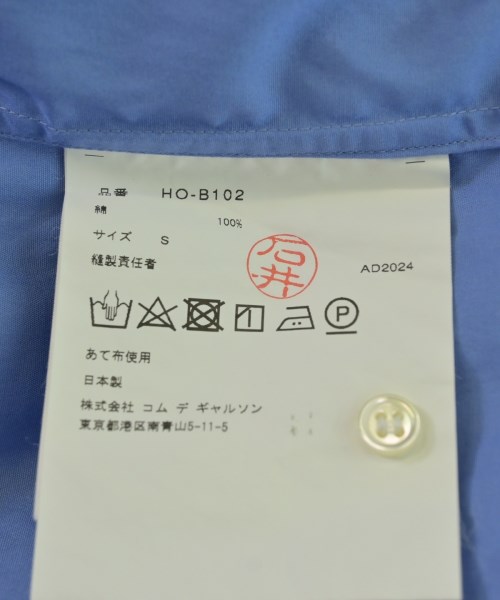 品番 HO-B102
綿
100%
サイズ S
縫製責任者
石井
AD2024
P
あて布使用
日本製
株式会社 コム デ ギャルソン
東京都港区南青山5-11-5